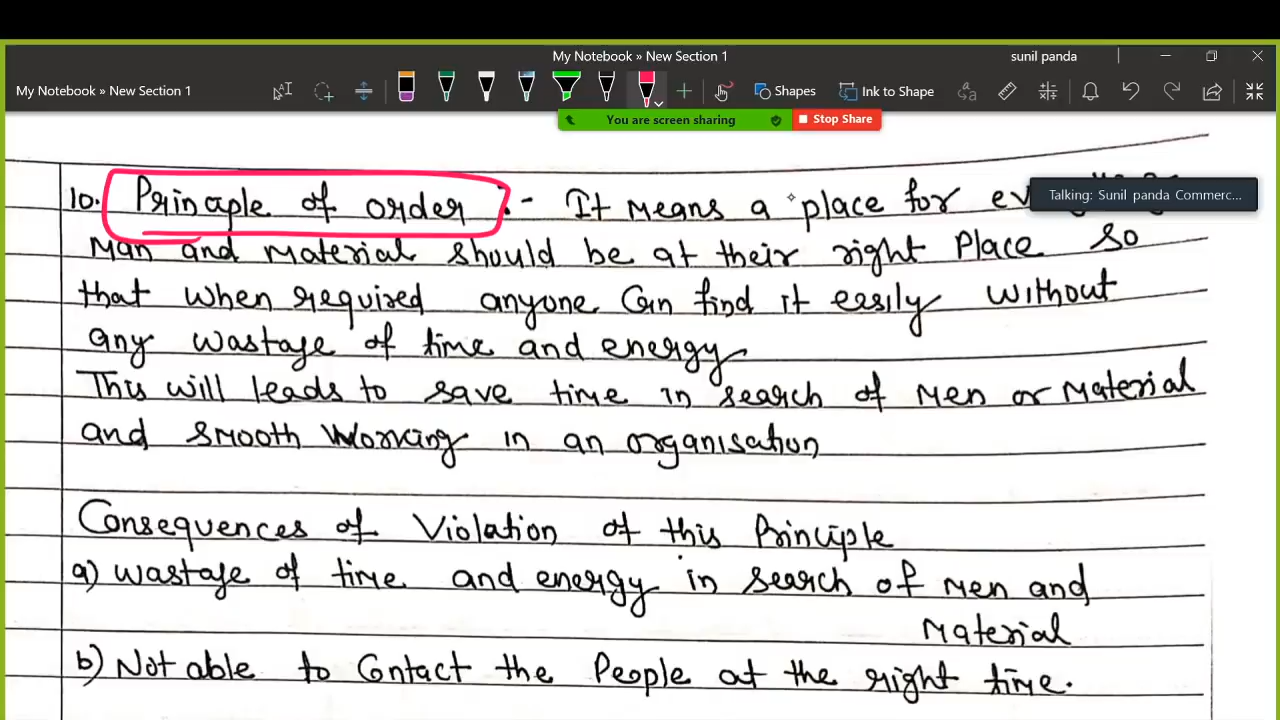 My Notebook » New Section 1
sunil panda
My Notebook » New Section 1
Shapes
Ink to Shape
You are screen sharing
Stop Share
Talking: Sunil panda Commerc...
10. Principle of order :- It means a place for
Man and material should be at their right Place so
that when required anyone Can find it easily without
any wastage of time and energy
This will leads to save time in search of Men or Material
and smooth Working in an organisation
Consequences of Violation of this Principle
a) wastage of time and energy in search of Men and
Material
b) Not able to Contact the People at the right time.